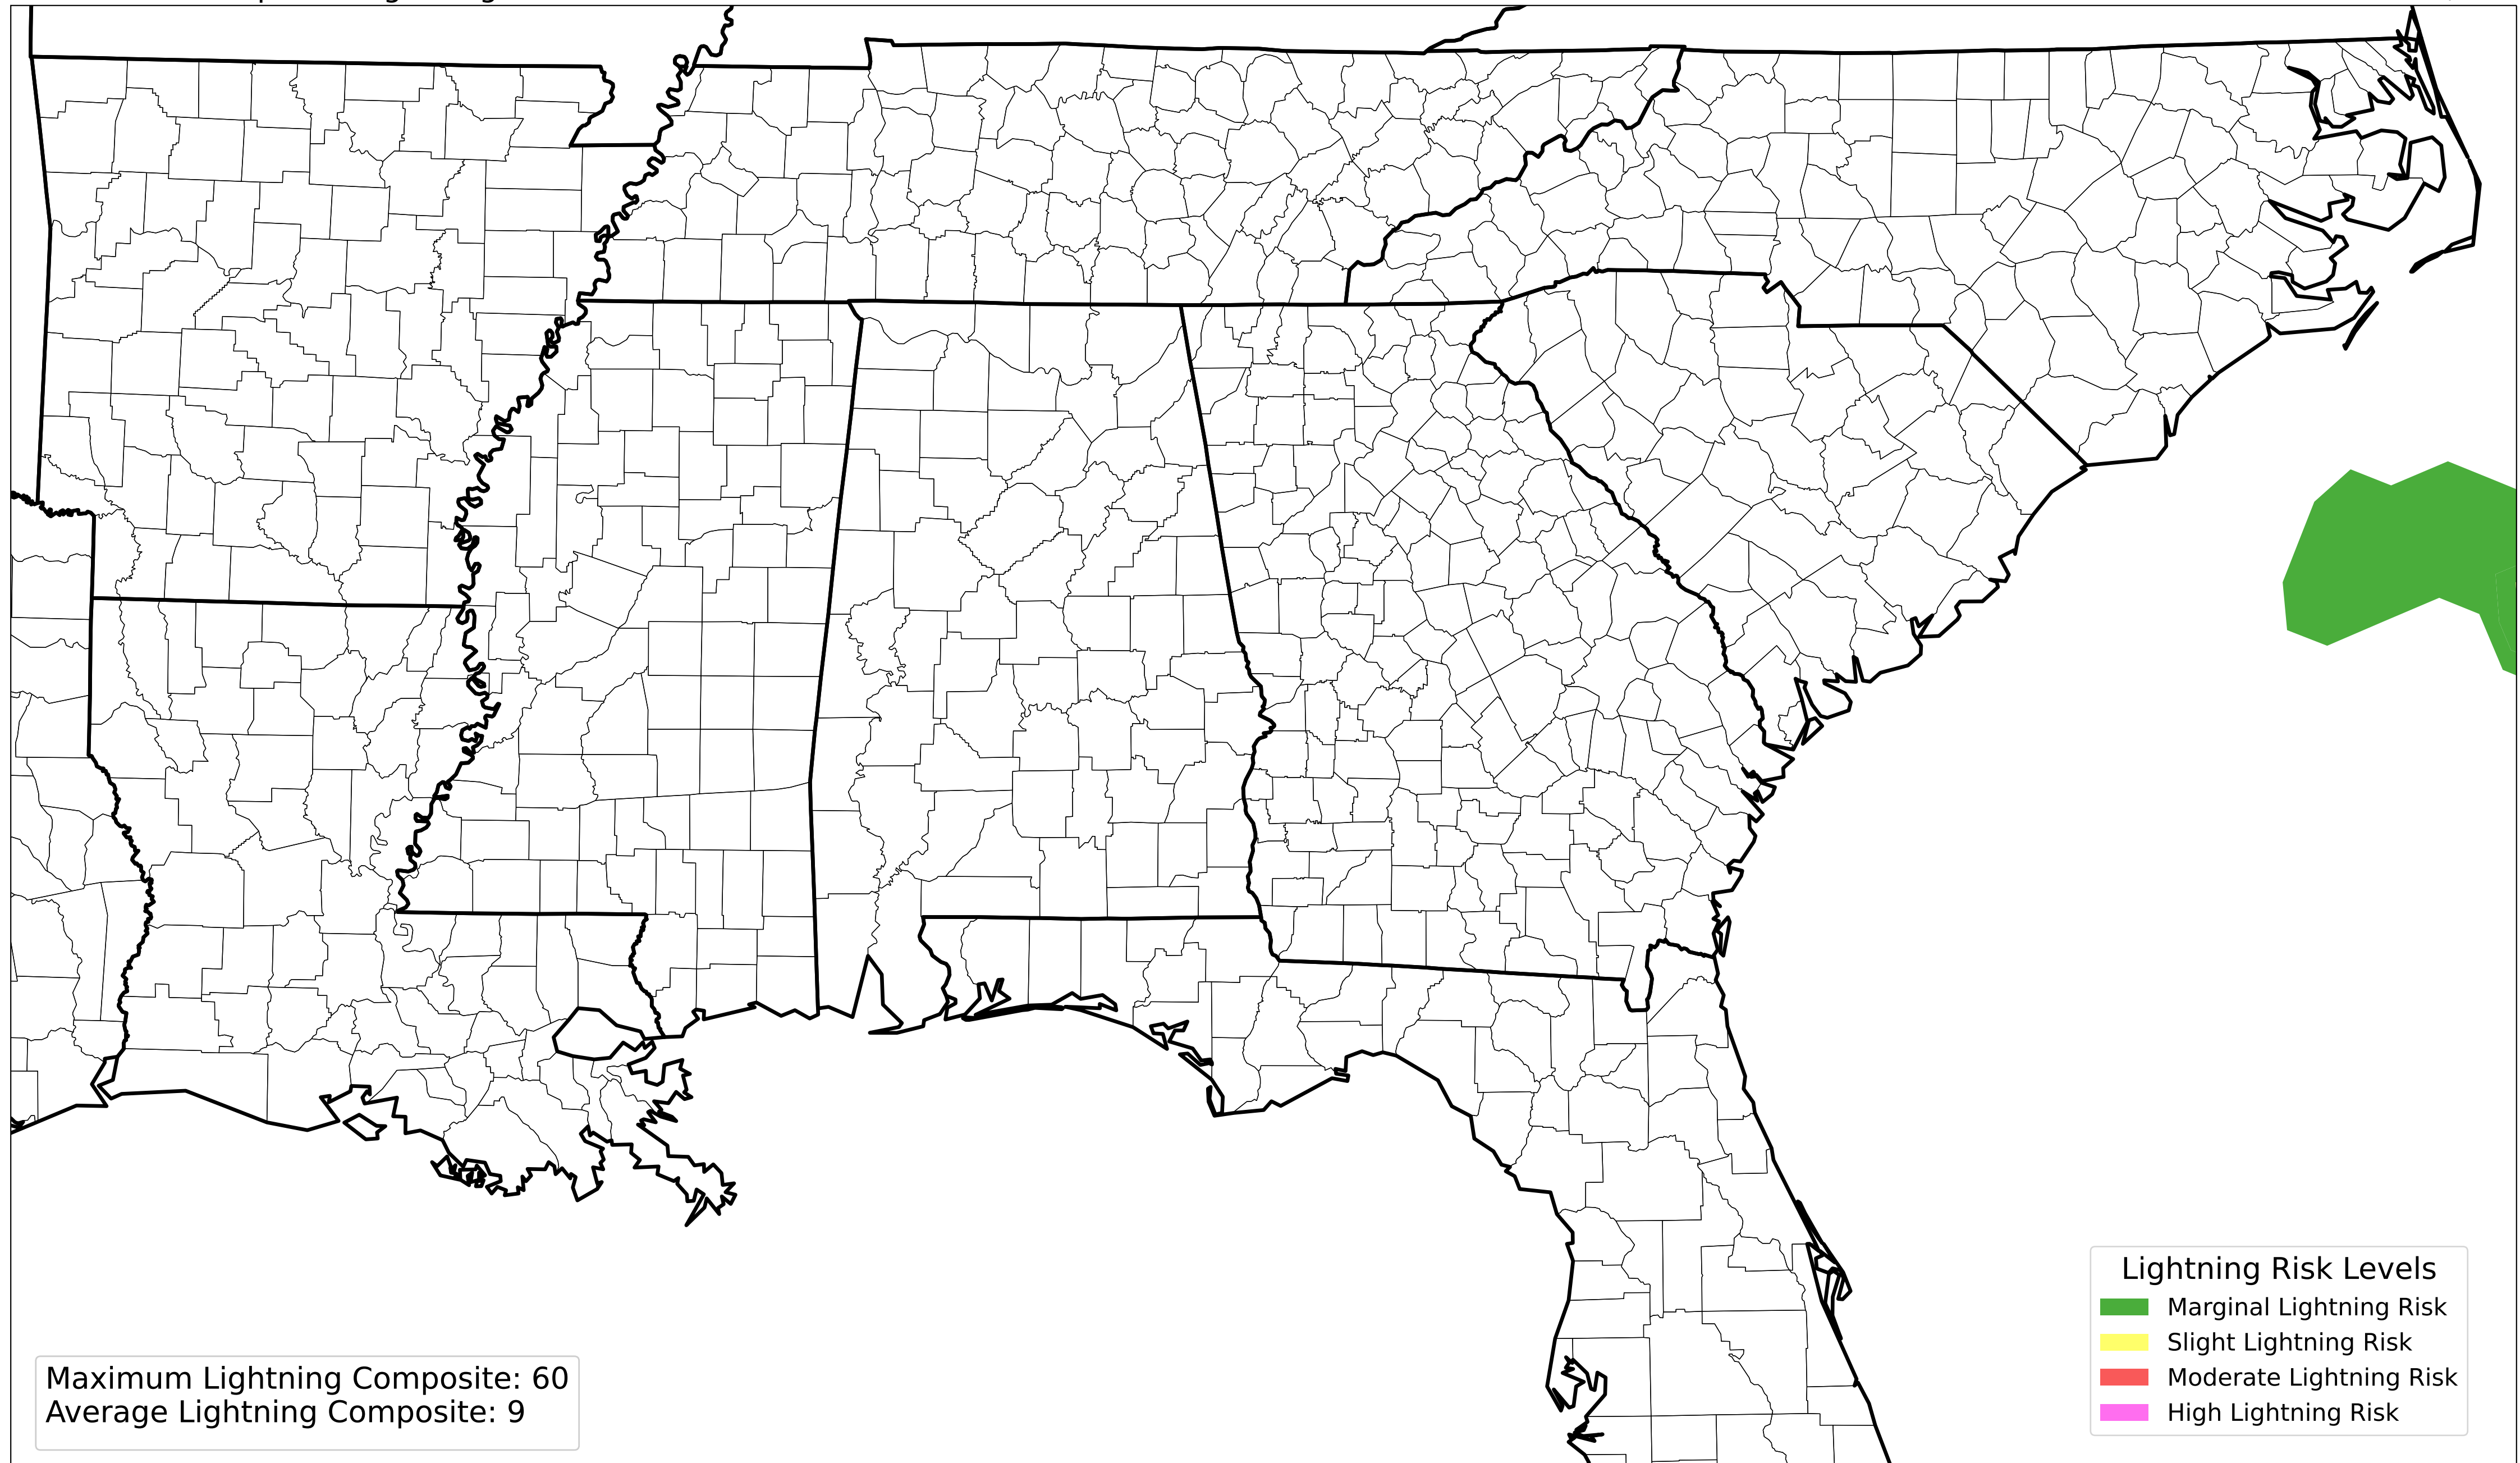 Maximum Lightning Composite: 60
Average Lightning Composite: 9
Lightning Risk Levels
Marginal Lightning Risk
Slight Lightning Risk
Moderate Lightning Risk
High Lightning Risk